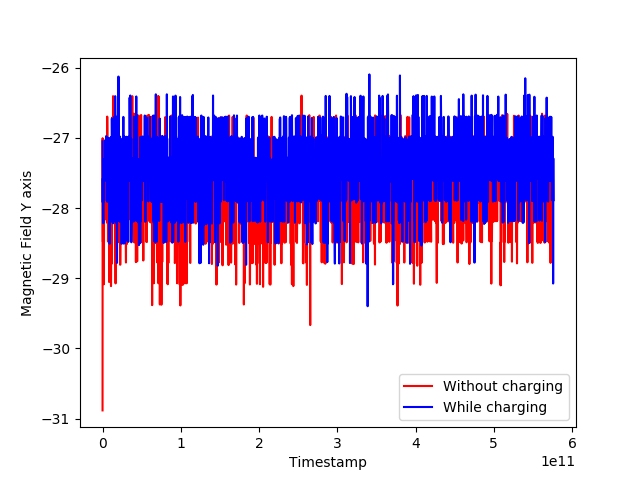 −26
−27
−28
−29
−30
−31
Magnetic Field Y axis
0
1
2
3
4
5
6
1e11
Timestamp
Without charging
While charging